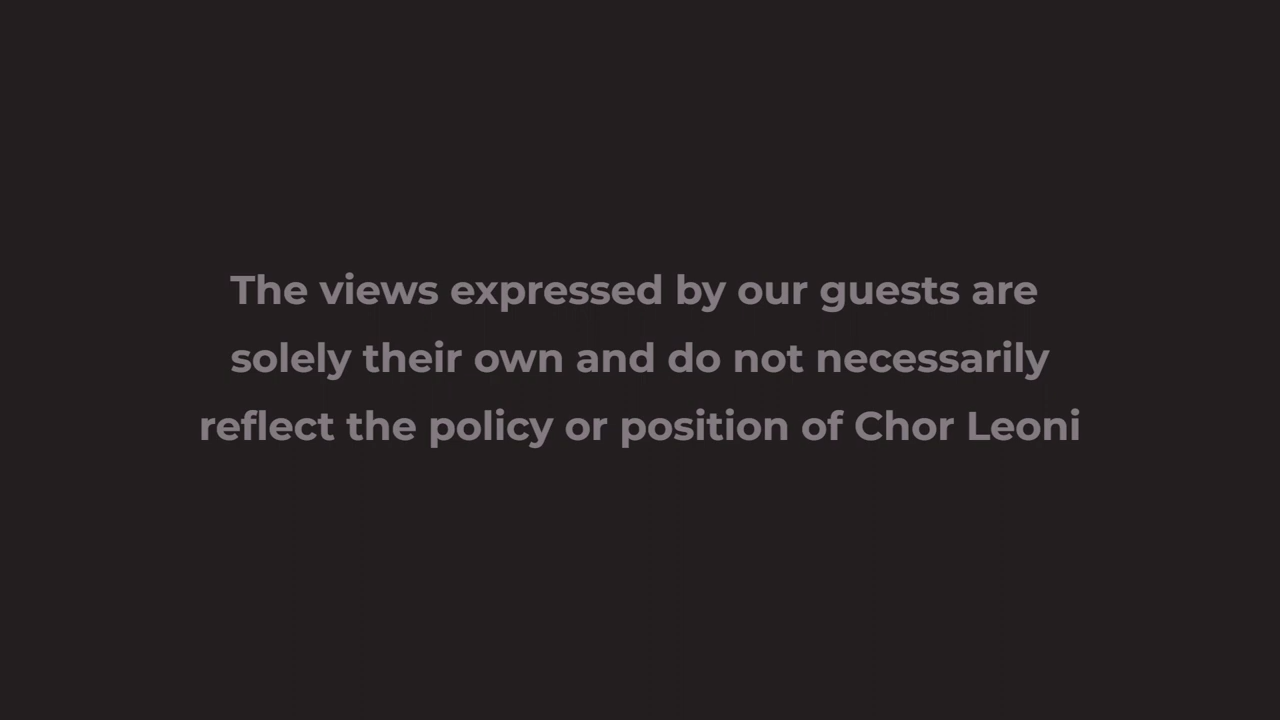 The views expressed by our guests are
solely their own and do not necessarily
reflect the policy or position of Chor Leoni